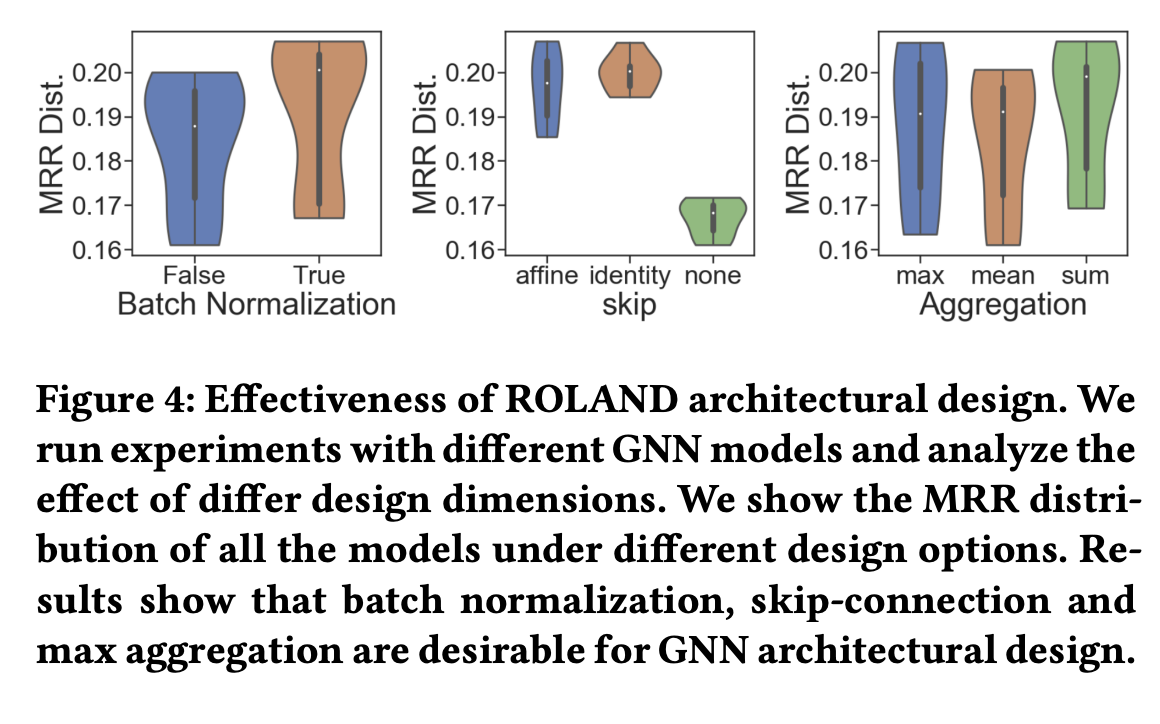 MRR Dist.
0.20
0.19
0.18
0.17
0.16
False True
Batch Normalization
MRR Dist.
0.20
0.19
0.18
0.17
0.16
affine identity none
skip
MRR Dist.
0.20
0.19
0.18
0.17
0.16
max mean sum
Aggregation
Figure 4: Effectiveness of ROLAND architectural design. We
run experiments with different GNN models and analyze the
effect of differ design dimensions. We show the MRR distri-
bution of all the models under different design options. Re-
sults show that batch normalization, skip-connection and
max aggregation are desirable for GNN architectural design.